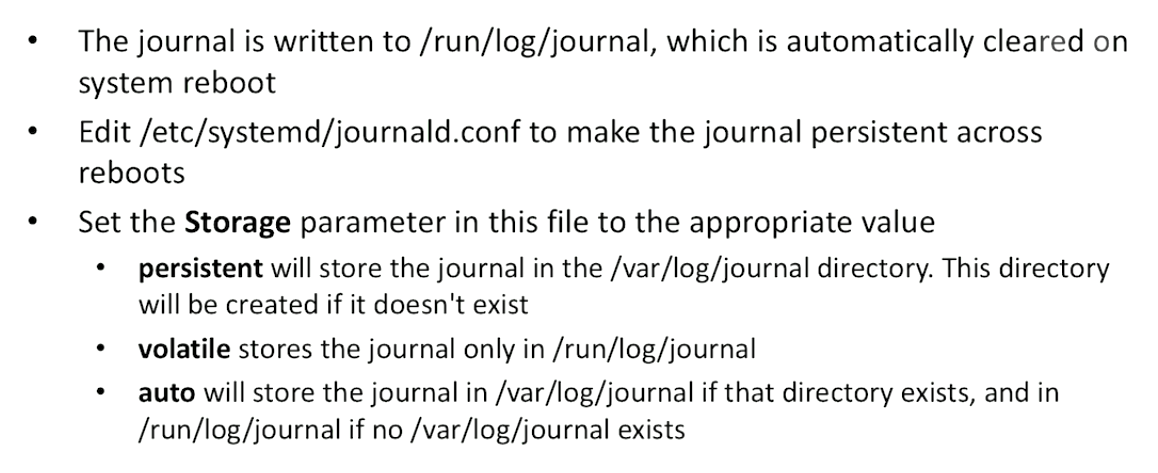 • The journal is written to /run/log/journal, which is automatically cleared on
system reboot
• Edit /etc/systemd/journald.conf to make the journal persistent across
reboots
• Set the Storage parameter in this file to the appropriate value
• persistent will store the journal in the /var/log/journal directory. This directory
will be created if it doesn't exist
• volatile stores the journal only in /run/log/journal
• auto will store the journal in /var/log/journal if that directory exists, and in
/run/log/journal if no /var/log/journal exists